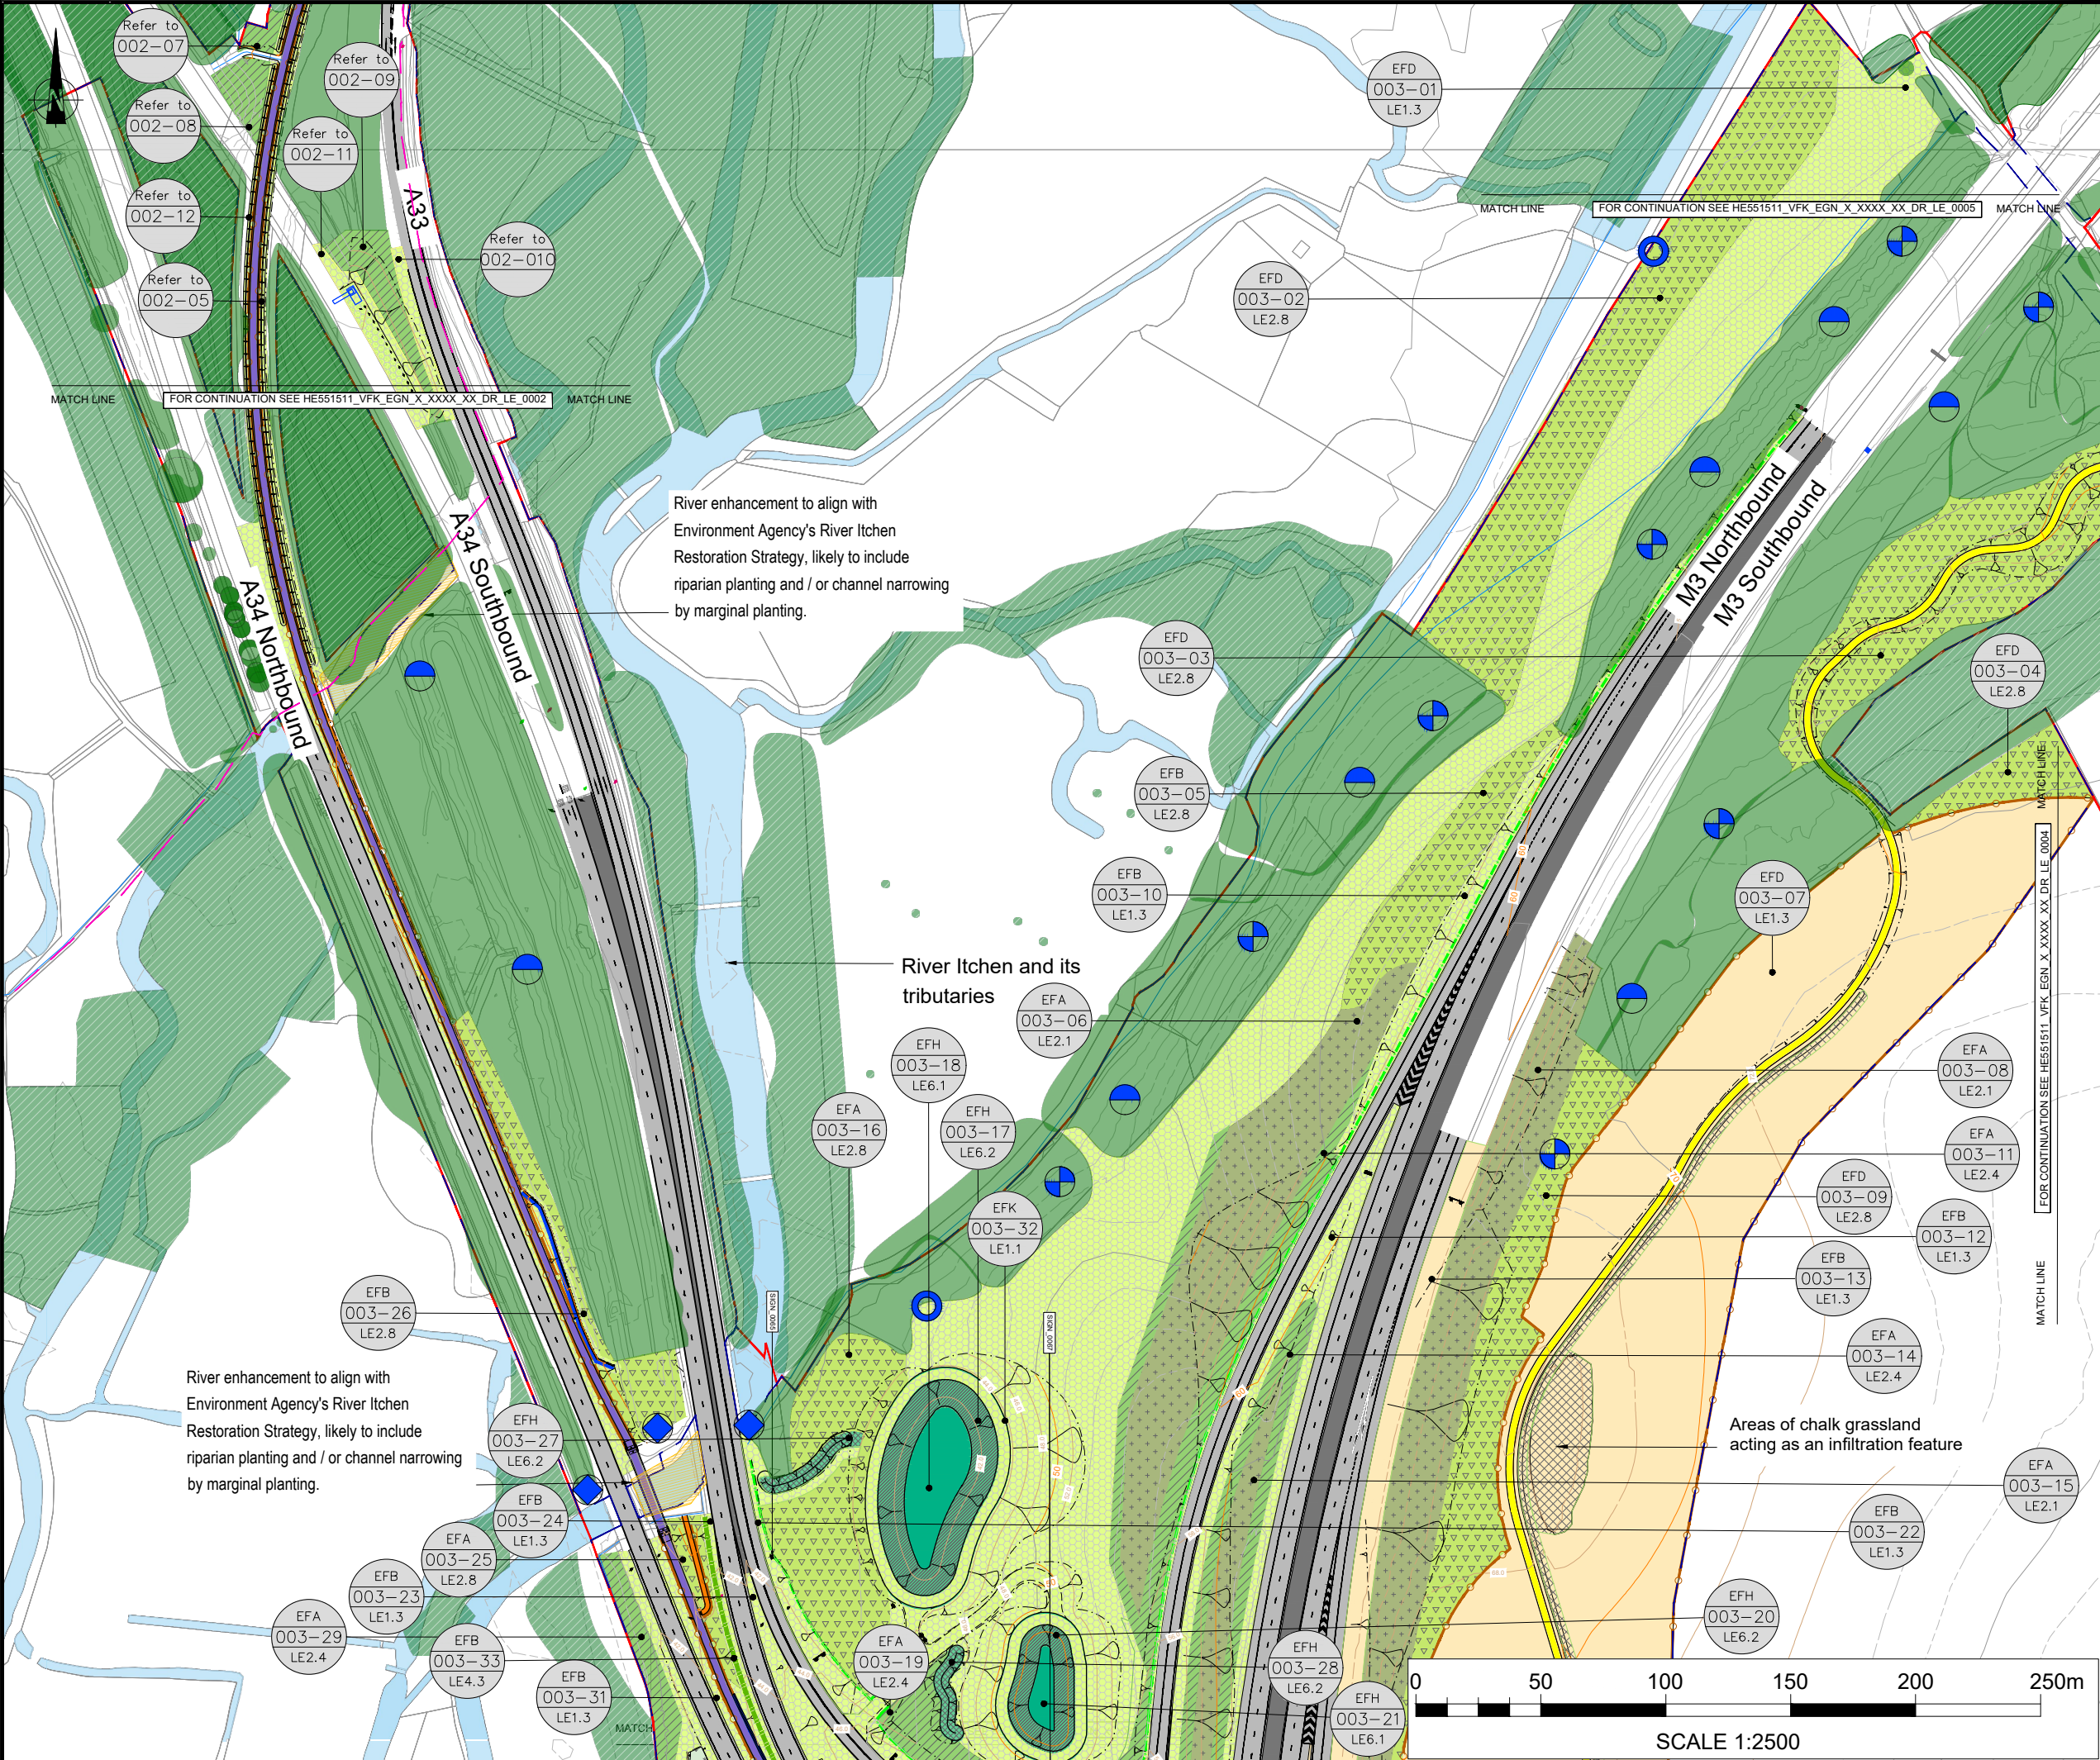 Refer to
002-07
Refer to
002-09
Refer to
002-08
Refer to
002-11
Refer to
002-12
Refer to
002-010
Refer to
002-05
N
A33
EFD
003-01
LE1.3
MATCH LINE
FOR CONTINUATION SEE HE551511_VFK_EGN_X_XXXX_XX_DR_LE_0005
MATCH LINE
EFD
003-02
LE2.8
MATCH LINE
FOR CONTINUATION SEE HE551511_VFK_EGN_X_XXXX_XX_DR_LE_0002
MATCH LINE
River enhancement to align with
Environment Agency's River Itchen
Restoration Strategy, likely to include
riparian planting and / or channel narrowing
by marginal planting.
A34 Southbound
A34 Northbound
M3 Northbound
M3 Southbound
EFD
003-03
LE2.8
EFD
003-04
LE2.8
EFB
003-05
LE2.8
MATCH LINE
FOR CONTINUATION SEE HE551511_VFK_EGN_X_XXXX_XX_DR_LE_0004
MATCH LINE
EFB
003-10
LE1.3
EFD
003-07
LE1.3
60
60
River Itchen and its
tributaries
EFA
003-06
LE2.1
EFH
003-18
LE6.1
EFA
003-08
LE2.1
EFA
003-16
LE2.8
EFH
003-17
LE6.2
EFA
003-11
LE2.4
EFD
003-09
LE2.8
EFK
003-32
LE1.1
EFB
003-12
LE1.3
EFB
003-13
LE1.3
EFB
003-26
LE2.8
SIGN_0065
SIGN_0067
EFA
003-14
LE2.4
River enhancement to align with
Environment Agency's River Itchen
Restoration Strategy, likely to include
riparian planting and / or channel narrowing
by marginal planting.
70
60
50
Areas of chalk grassland
acting as an infiltration feature
EFH
003-27
LE6.2
EFA
003-15
LE2.1
EFB
003-24
LE1.3
EFB
003-22
LE1.3
EFA
003-25
LE2.8
EFB
003-23
LE1.3
EFH
003-20
LE6.2
EFA
003-29
LE2.4
EFB
003-33
LE4.3
EFA
003-19
LE2.4
EFH
003-28
LE6.2
EFB
003-31
LE1.3
EFH
003-21
LE6.1
MATCH
0 50 100 150 200 250m
SCALE 1:2500